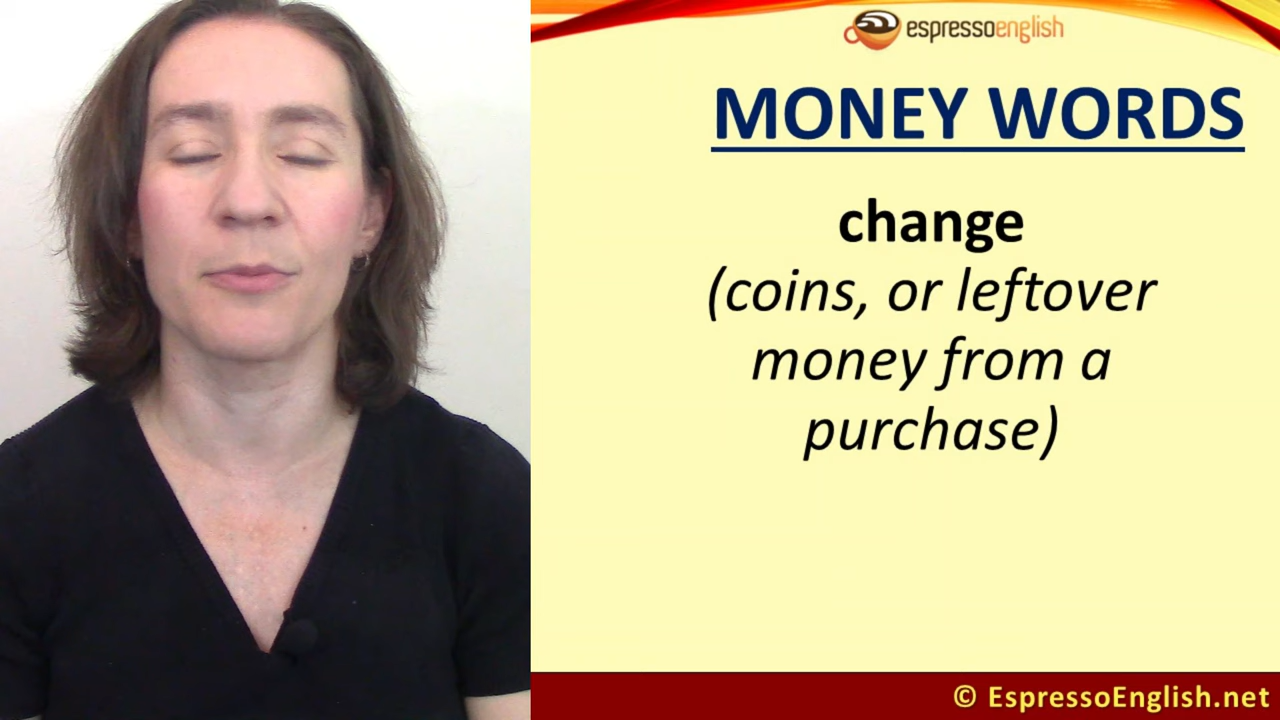 espressoenglish
MONEY WORDS
change
(coins, or leftover
money from a
purchase)
© EspressoEnglish.net